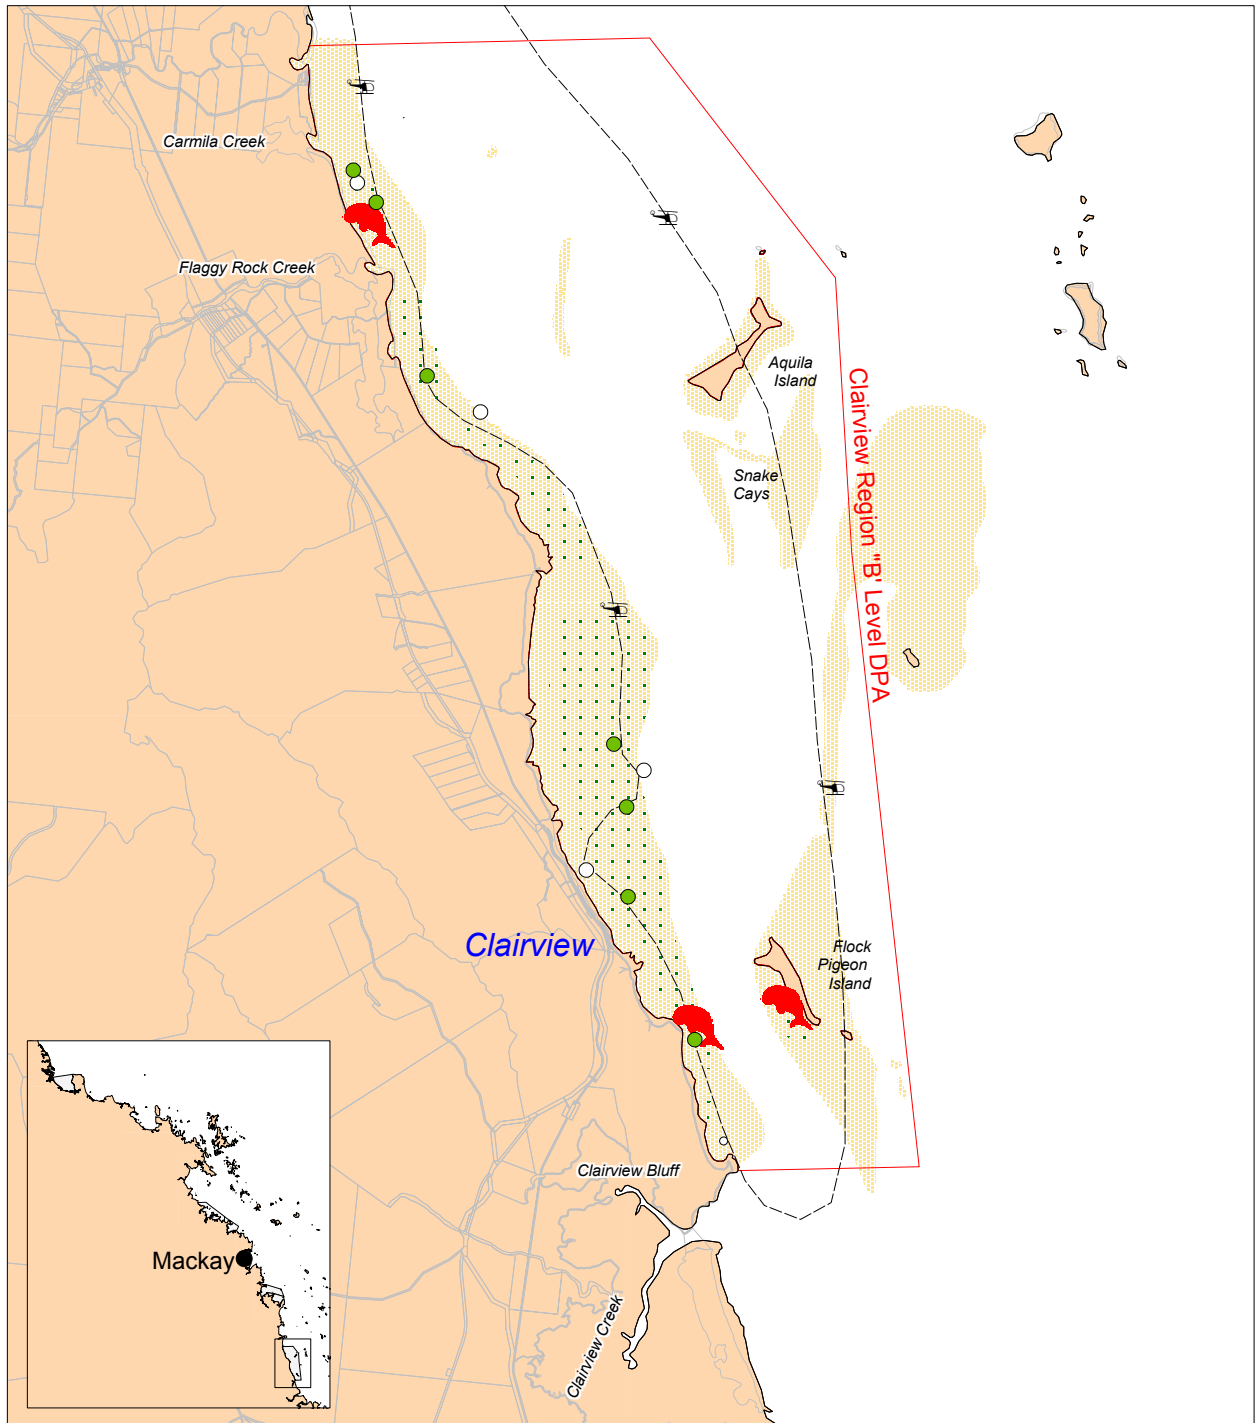 Carmila Creek
Flaggy Rock Creek
Aquila
Island
Snake
Cays
Clairview Region "B' Level DPA
Clairview
Flock
Pigeon
Island
Clairview Bluff
Mackay
Clairview Creek